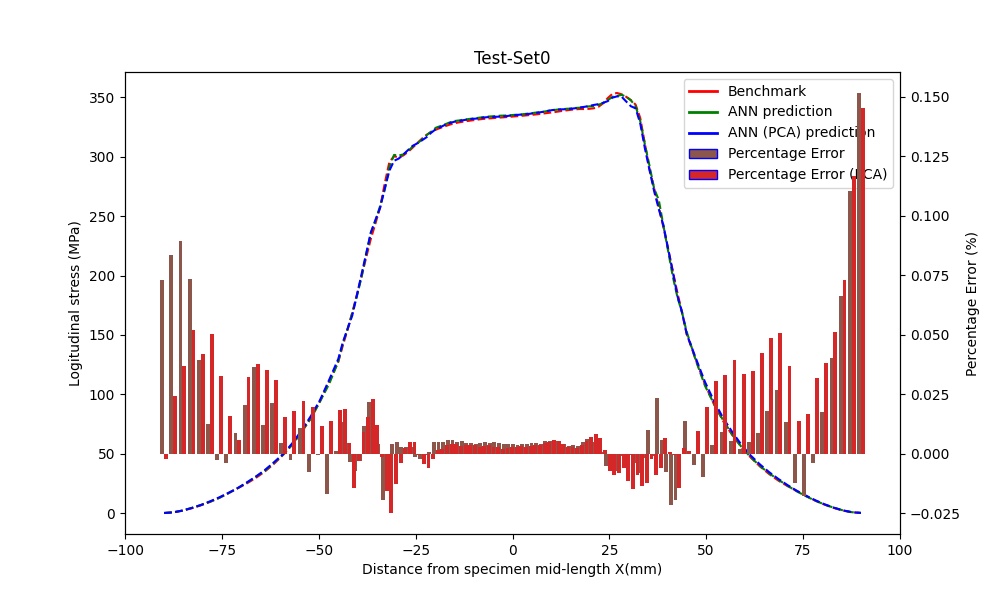 Test-Set0
Logitudinal stress (MPa)
350
300
250
200
150
100
50
0
Benchmark
ANN prediction
ANN (PCA) prediction
Percentage Error
Percentage Error (PCA)
0.150
0.125
0.100
0.075
0.050
0.025
0.000
−0.025
Percentage Error (%)
−100 −75 −50 −25 0 25 50 75 100
Distance from specimen mid-length X(mm)